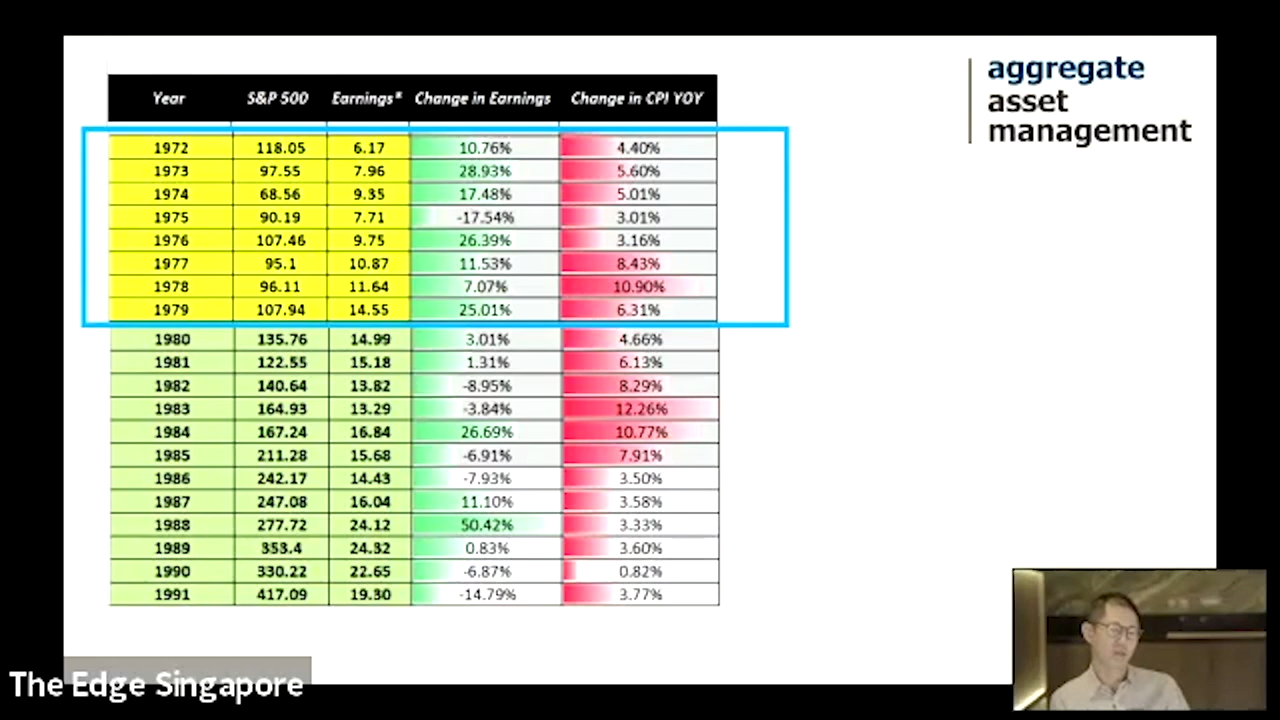 aggregate
asset
management
Year S&P 500 Earnings* Change in Earnings Change in CPI YOY
1972 118.05 6.17 10.76% 4.40%
1973 97.55 7.96 28.93% 5.60%
1974 68.56 9.35 17.48% 5.01%
1975 90.19 7.71 -17.54% 3.01%
1976 107.46 9.75 26.39% 3.16%
1977 95.1 10.87 11.53% 8.43%
1978 96.11 11.64 7.07% 10.90%
1979 107.94 14.55 25.01% 6.31%
1980 135.76 14.99 3.01% 4.66%
1981 122.55 15.18 1.31% 6.13%
1982 140.64 13.82 -8.95% 8.29%
1983 164.93 13.29 -3.84% 12.26%
1984 167.24 16.84 26.69% 10.77%
1985 211.28 15.68 -6.91% 7.91%
1986 242.17 14.43 -7.93% 3.50%
1987 247.08 16.04 11.10% 3.58%
1988 277.72 24.12 50.42% 3.33%
1989 353.4 24.32 0.83% 3.60%
1990 330.22 22.65 -6.87% 0.82%
1991 417.09 19.30 -14.79% 3.77%
The Edge Singapore